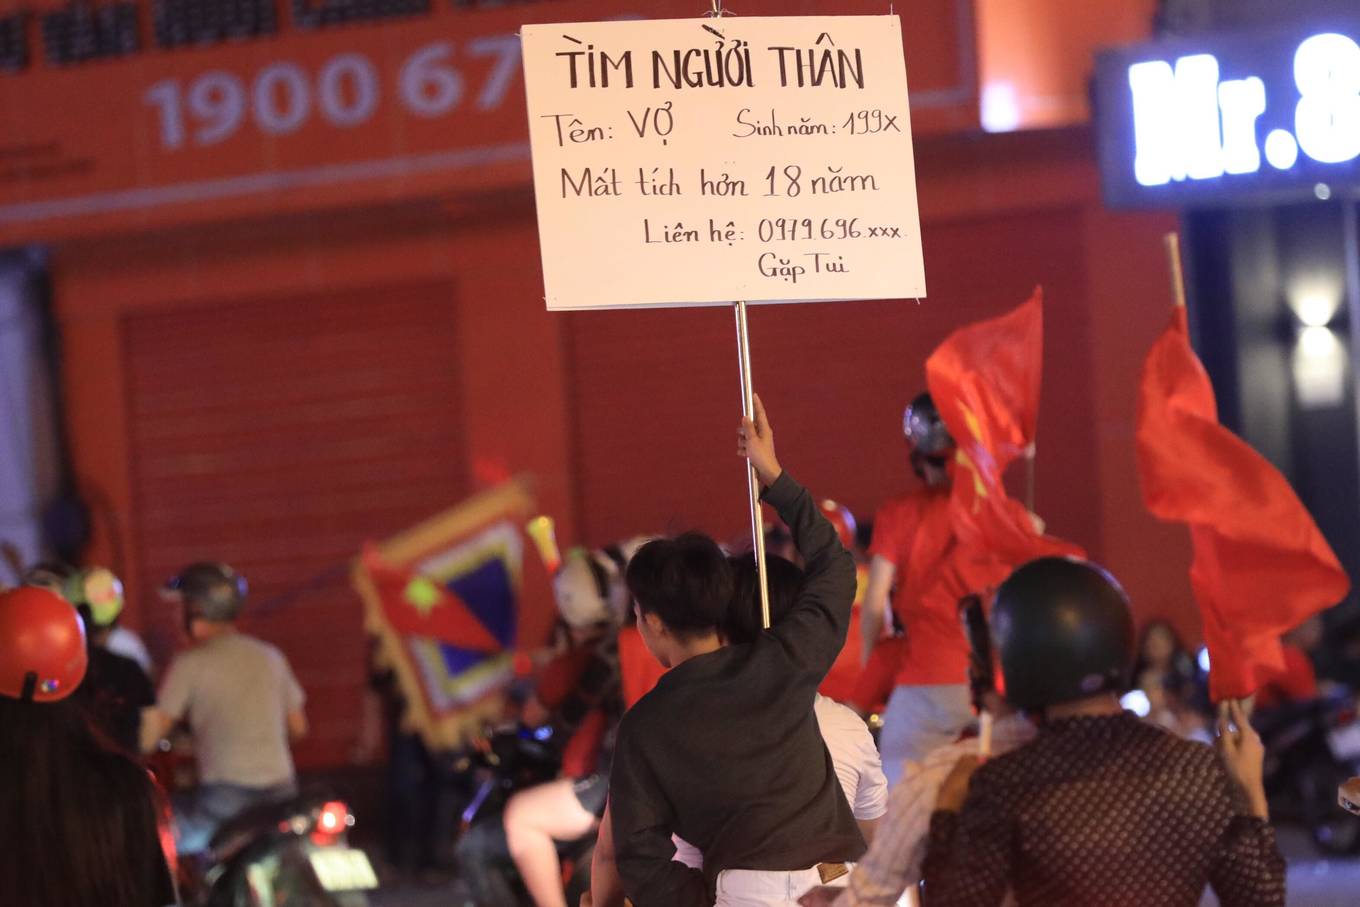 1900 67
TÌM NGƯỜI THÂN
Tên: VỢ Sinh năm: 199X
Mất tích hơn 18 năm
Liên hệ: 0979.696.xxx.
Gặp Tui
Mr.8